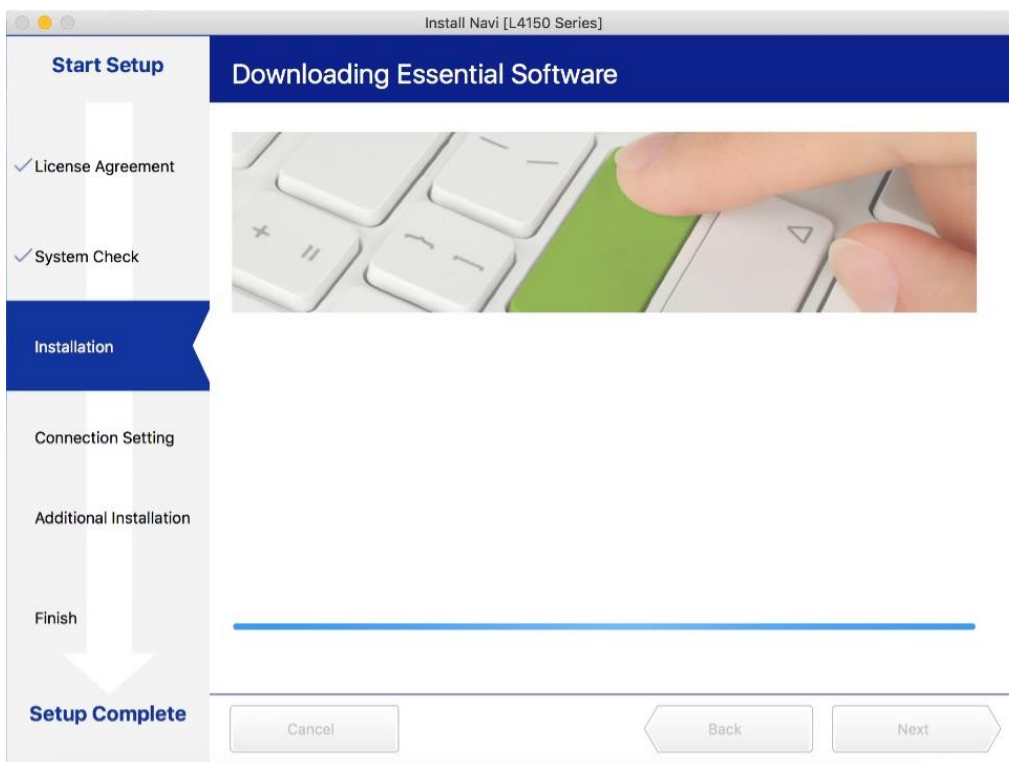 Install Navi [L4150 Series]
Start Setup
Downloading Essential Software
License Agreement
System Check
Installation
Connection Setting
Additional Installation
Finish
Setup Complete
Cancel
Back
Next